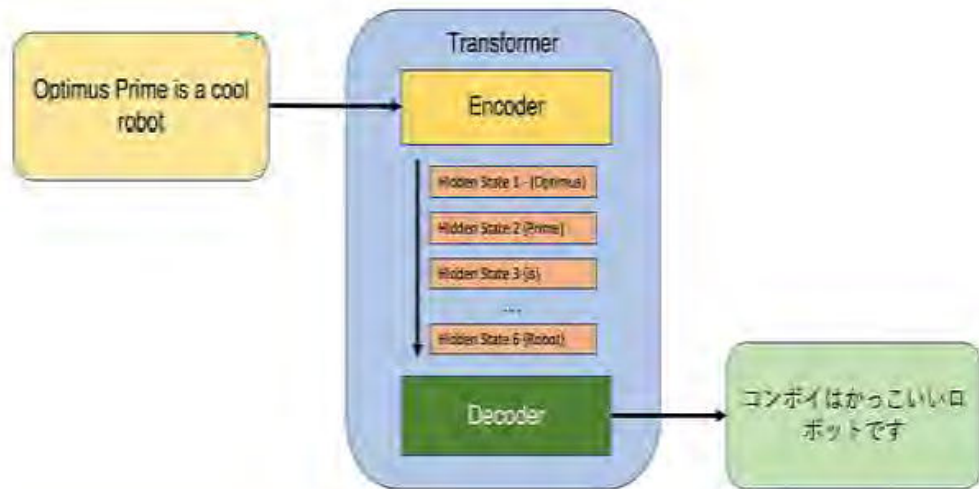 Transformer
Optimus Prime is a cool
robot
Encoder
Hidden State 1 - (Optimus)
Hidden State 2 (Prime)
Hidden State 3 (is)
...
Hidden State 6 (Robot)
Decoder
コンボイはかっこいいロ
ボットです